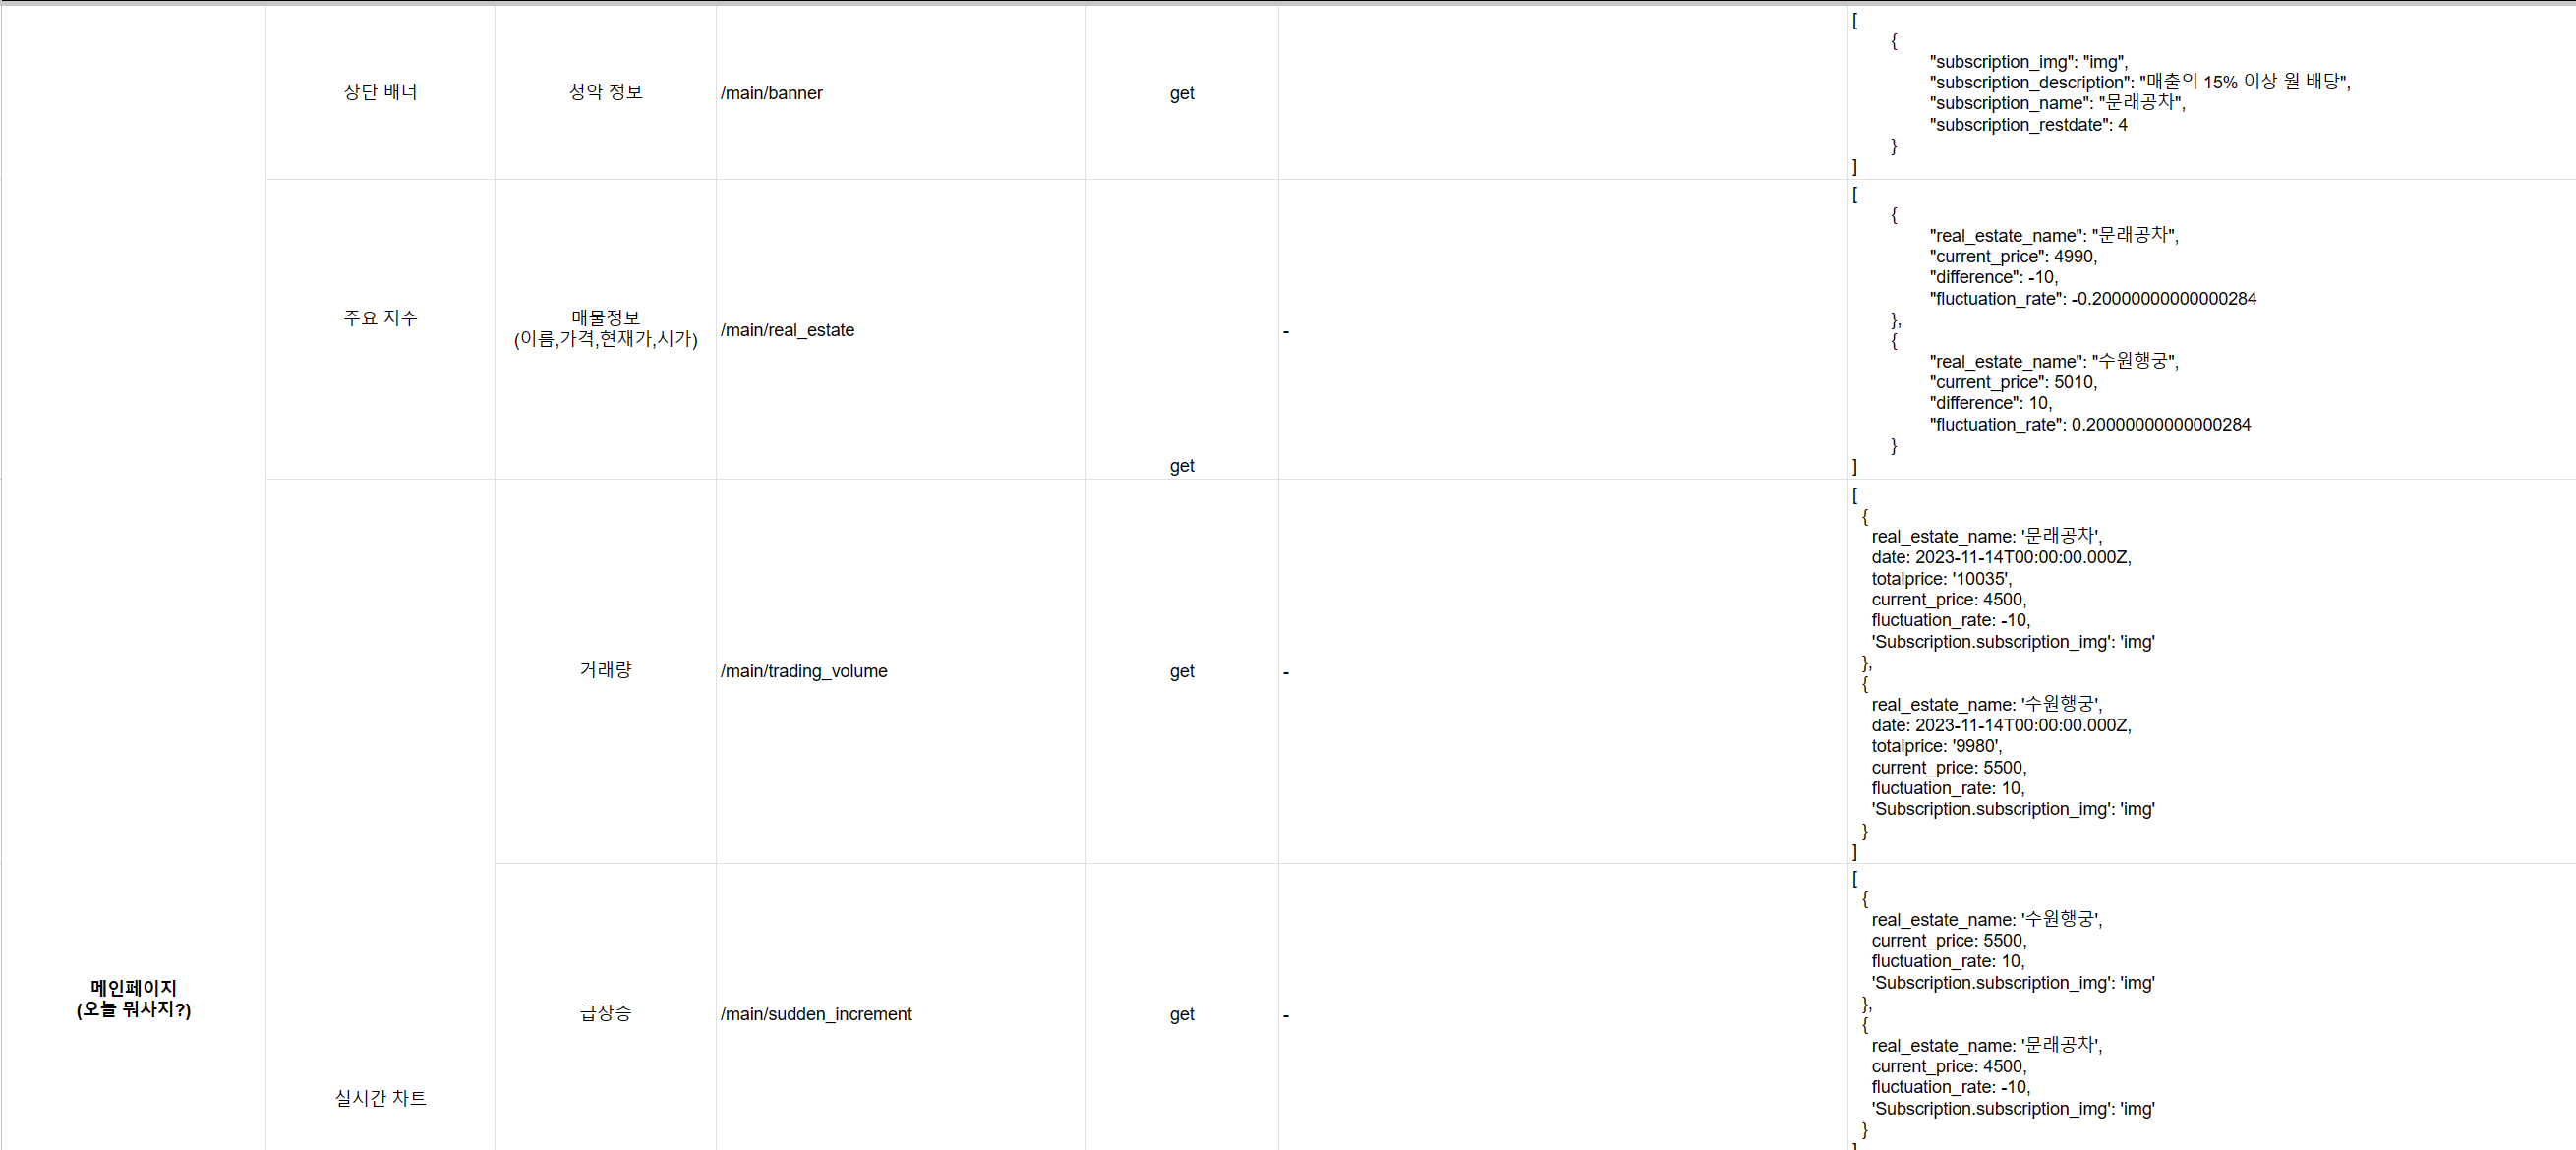 상단 배너
청약 정보
/main/banner
get
[
{
"subscription_img": "img",
"subscription_description": "매출의 15% 이상 월 배당",
"subscription_name": "문래공차",
"subscription_restdate": 4
}
]
주요 지수
매물정보
(이름,가격,현재가,시가)
/main/real_estate
get
-
[
{
"real_estate_name": "문래공차",
"current_price": 4990,
"difference": -10,
"fluctuation_rate": -0.20000000000000284
},
{
"real_estate_name": "수원행궁",
"current_price": 5010,
"difference": 10,
"fluctuation_rate": 0.20000000000000284
}
]
거래량
/main/trading_volume
get
-
[
{
real_estate_name: '문래공차',
date: 2023-11-14T00:00:00.000Z,
totalprice: '10035',
current_price: 4500,
fluctuation_rate: -10,
'Subscription.subscription_img': 'img'
},
{
real_estate_name: '수원행궁',
date: 2023-11-14T00:00:00.000Z,
totalprice: '9980',
current_price: 5500,
fluctuation_rate: 10,
'Subscription.subscription_img': 'img'
}
]
메인페이지
(오늘 뭐사지?)
실시간 차트
급상승
/main/sudden_increment
get
-
[
{
real_estate_name: '수원행궁',
current_price: 5500,
fluctuation_rate: 10,
'Subscription.subscription_img': 'img'
},
{
real_estate_name: '문래공차',
current_price: 4500,
fluctuation_rate: -10,
'Subscription.subscription_img': 'img'
}
]